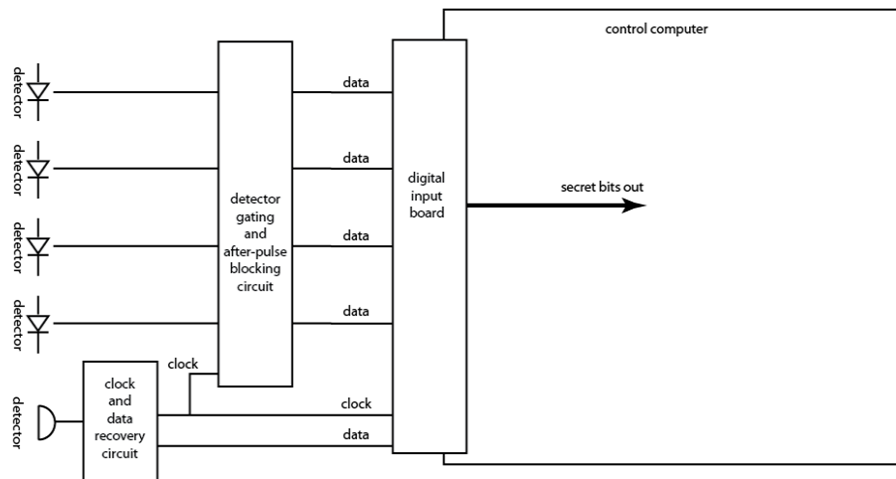 control computer
detector
data
detector
data
detector
gating
and
after-pulse
blocking
circuit
digital
input
board
secret bits out
detector
data
detector
data
clock
clock
and
data
recovery
circuit
detector
clock
data